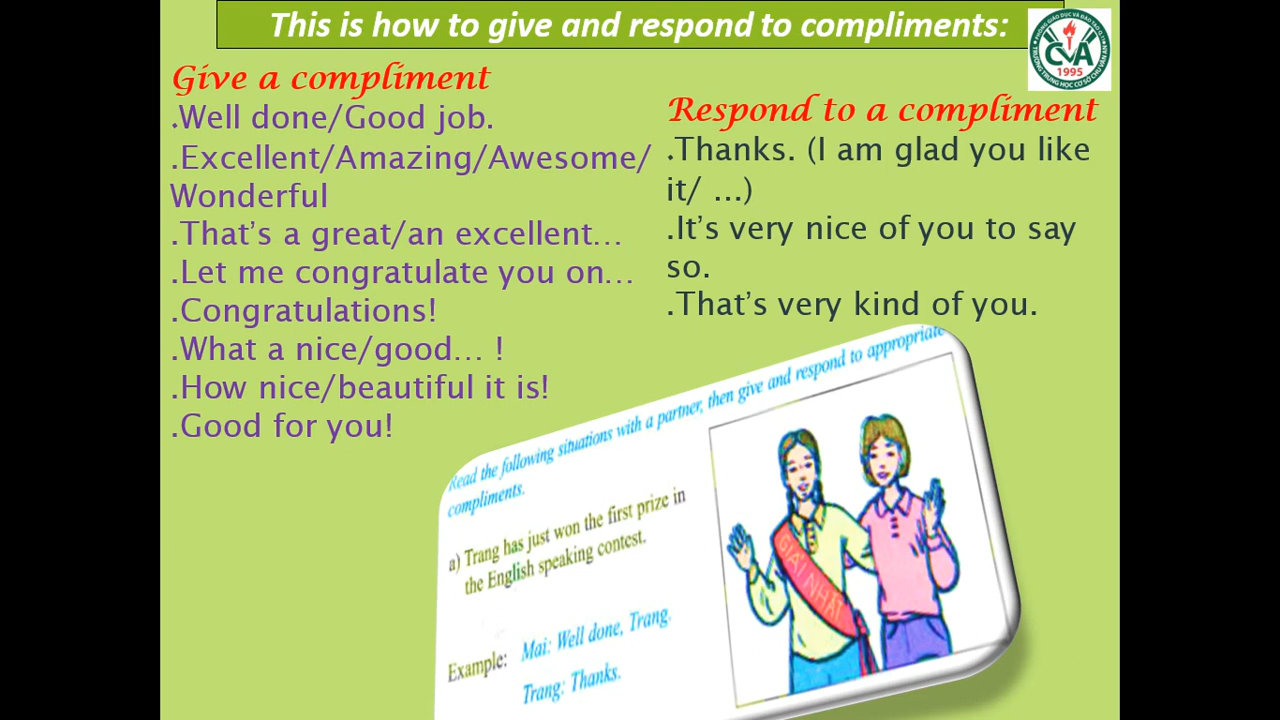 This is how to give and respond to compliments:
Give a compliment
.Well done/Good job.
.Excellent/Amazing/Awesome/
Wonderful
.That's a great/an excellent…
.Let me congratulate you on…
.Congratulations!
.What a nice/good… !
.How nice/beautiful it is!
.Good for you!
Respond to a compliment
.Thanks. (I am glad you like
it/ ...)
.It's very nice of you to say
so.
.That's very kind of you.
Read the following situations with a partner, then give and respond to appropriate
compliments.
a) Trang has just won the first prize in
the English speaking contest.
Example:
Mai: Well done, Trang.
Trang: Thanks.
GIẢI NHẤT
CVA
1995